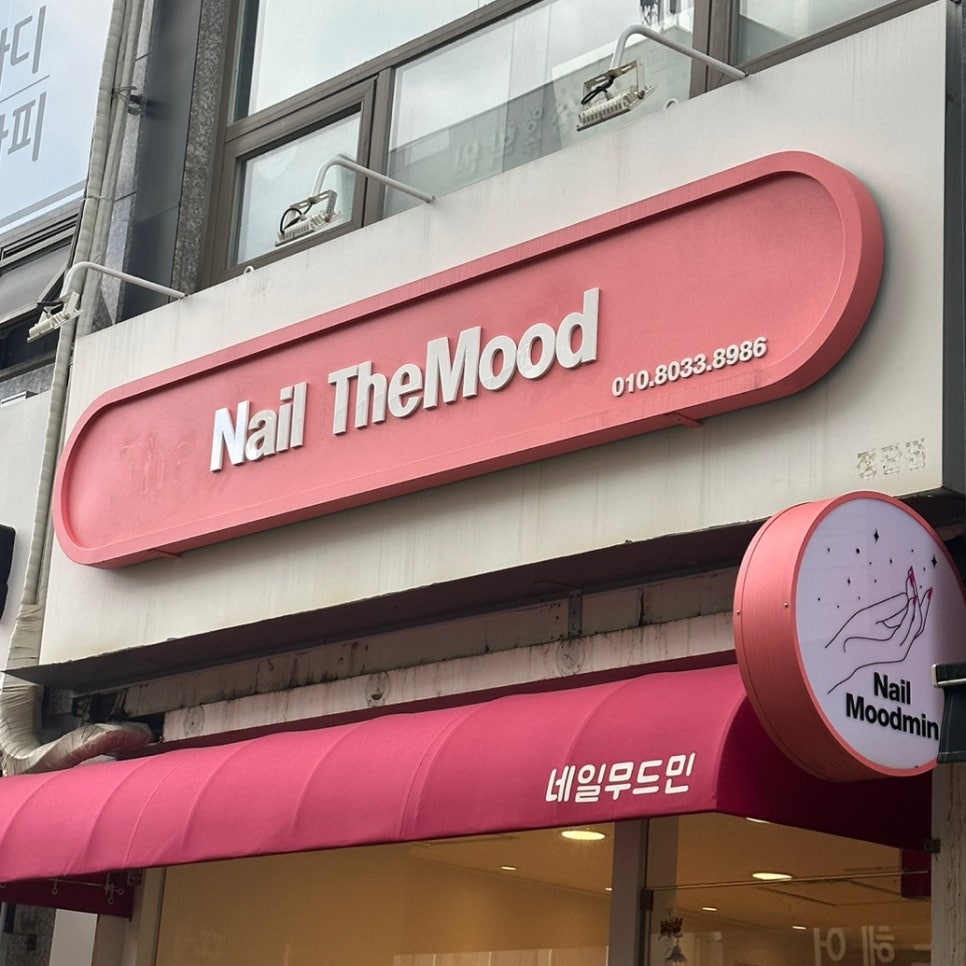 Nail TheMood
010.8033.8986
Nail
Moodmin
네일무드민